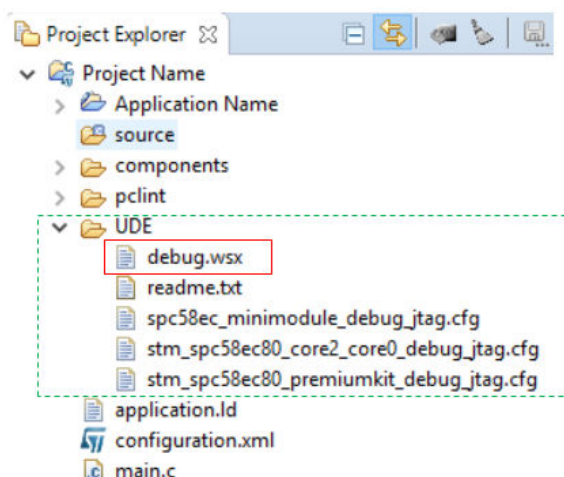 Project Explorer
Project Name
Application Name
source
components
pclint
UDE
debug.wsx
readme.txt
spc58ec_minimodule_debug_jtag.cfg
stm_spc58ec80_core2_core0_debug_jtag.cfg
stm_spc58ec80_premiumkit_debug_jtag.cfg
application.ld
configuration.xml
main.c